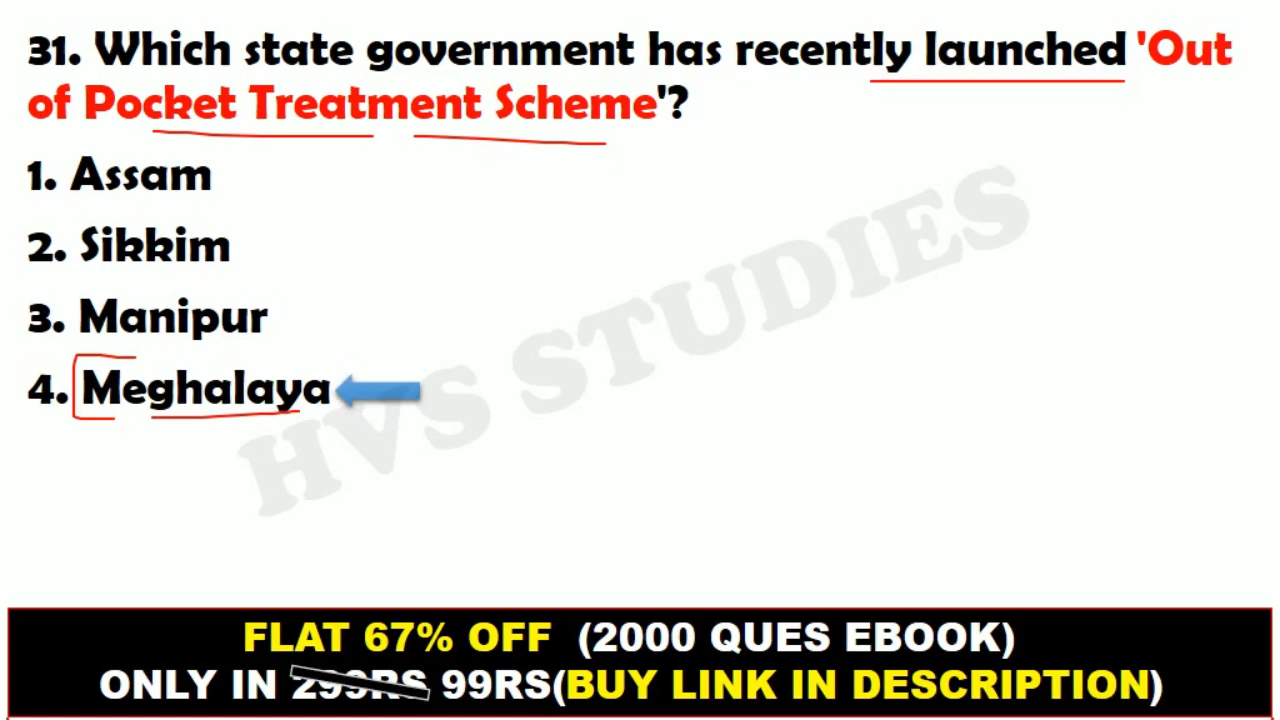 31. Which state government has recently launched 'Out
of Pocket Treatment Scheme'?
1. Assam
2. Sikkim
3. Manipur
4. Meghalaya
HVS STUDIES
FLAT 67% OFF (2000 QUES EBOOK)
ONLY IN 299RS 99RS(BUY LINK IN DESCRIPTION)